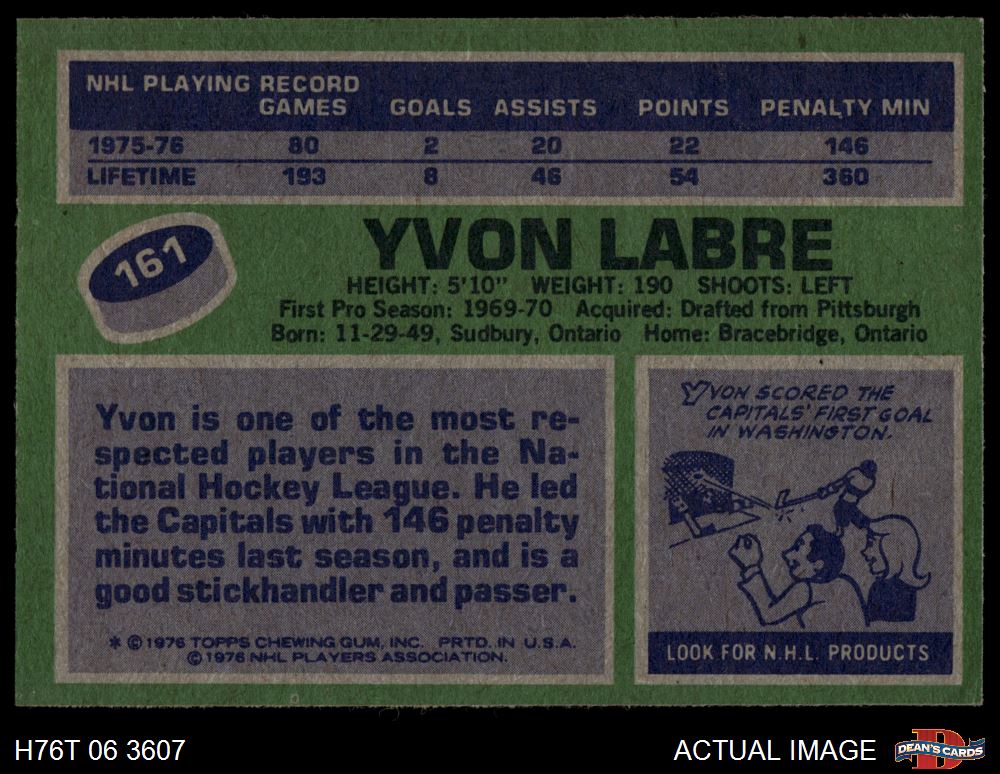 NHL PLAYING RECORD
GAMES GOALS ASSISTS POINTS PENALTY MIN
1975-76 80 2 20 22 146
LIFETIME 193 8 46 54 360
161
YVON LABRE
HEIGHT: 5'10" WEIGHT: 190 SHOOTS: LEFT
First Pro Season: 1969-70 Acquired: Drafted from Pittsburgh
Born: 11-29-49, Sudbury, Ontario Home: Bracebridge, Ontario
Yvon is one of the most re-
spected players in the Na-
tional Hockey League. He led
the Capitals with 146 penalty
minutes last season, and is a
good stickhandler and passer.
* © 1976 TOPPS CHEWING GUM, INC. PRTD. IN U.S.A.
© 1976 NHL PLAYERS ASSOCIATION.
YVON SCORED THE
CAPITALS' FIRST GOAL
IN WASHINGTON.
LOOK FOR N.H.L. PRODUCTS
H76T 06 3607
ACTUAL IMAGE
D
DEAN'S CARDS